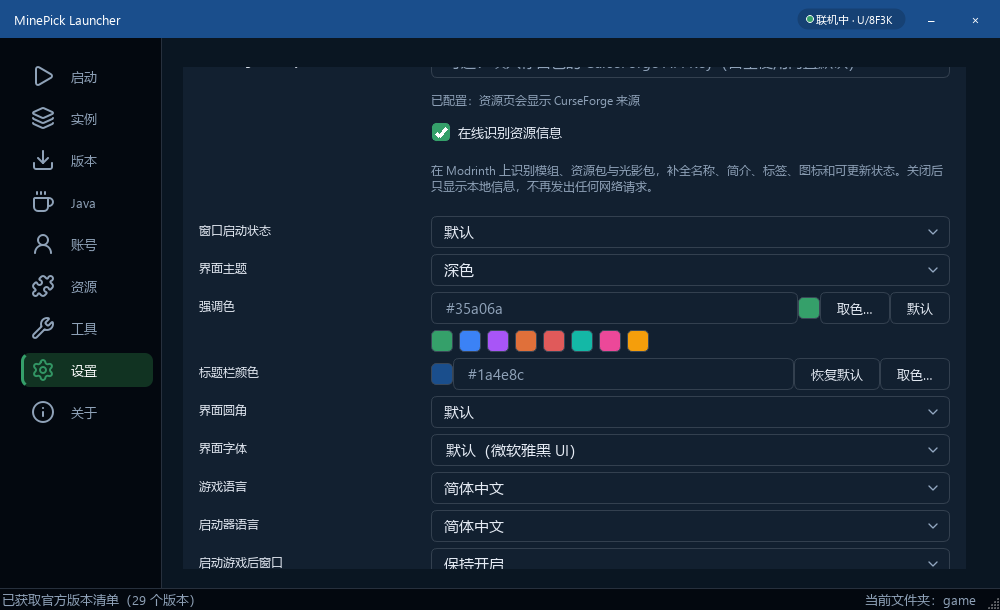 MinePick Launcher
联机中 · U/8F3K
启动
实例
版本
Java
账号
资源
工具
设置
关于
已配置：资源页会显示 CurseForge 来源
在线识别资源信息
在 Modrinth 上识别模组、资源包与光影包，补全名称、简介、标签、图标和可更新状态。关闭后
只显示本地信息，不再发出任何网络请求。
窗口启动状态
默认
界面主题
深色
强调色
#35a06a
取色...
默认
标题栏颜色
#1a4e8c
恢复默认
取色...
界面圆角
默认
界面字体
默认（微软雅黑 UI）
游戏语言
简体中文
启动器语言
简体中文
启动游戏后窗口
保持开启
已获取官方版本清单（29 个版本）
当前文件夹：game